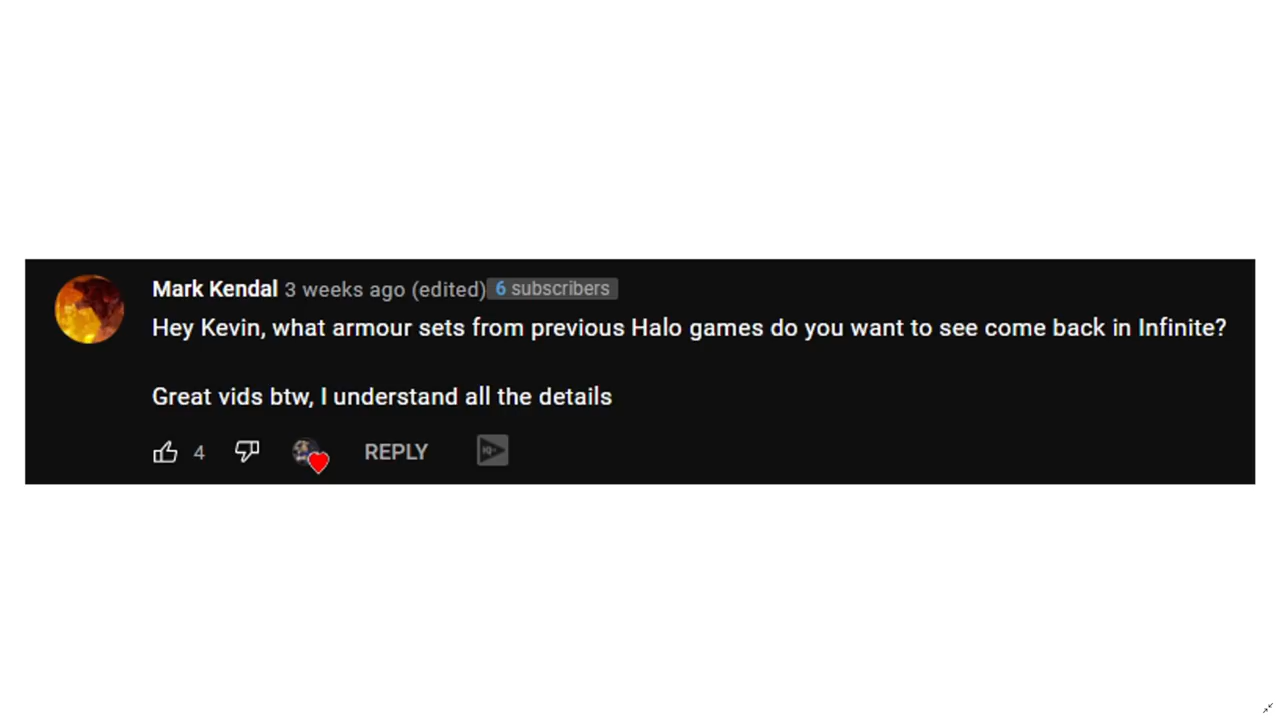 Mark Kendal 3 weeks ago (edited) 6 subscribers
Hey Kevin, what armour sets from previous Halo games do you want to see come back in Infinite?
Great vids btw, I understand all the details
4 REPLY